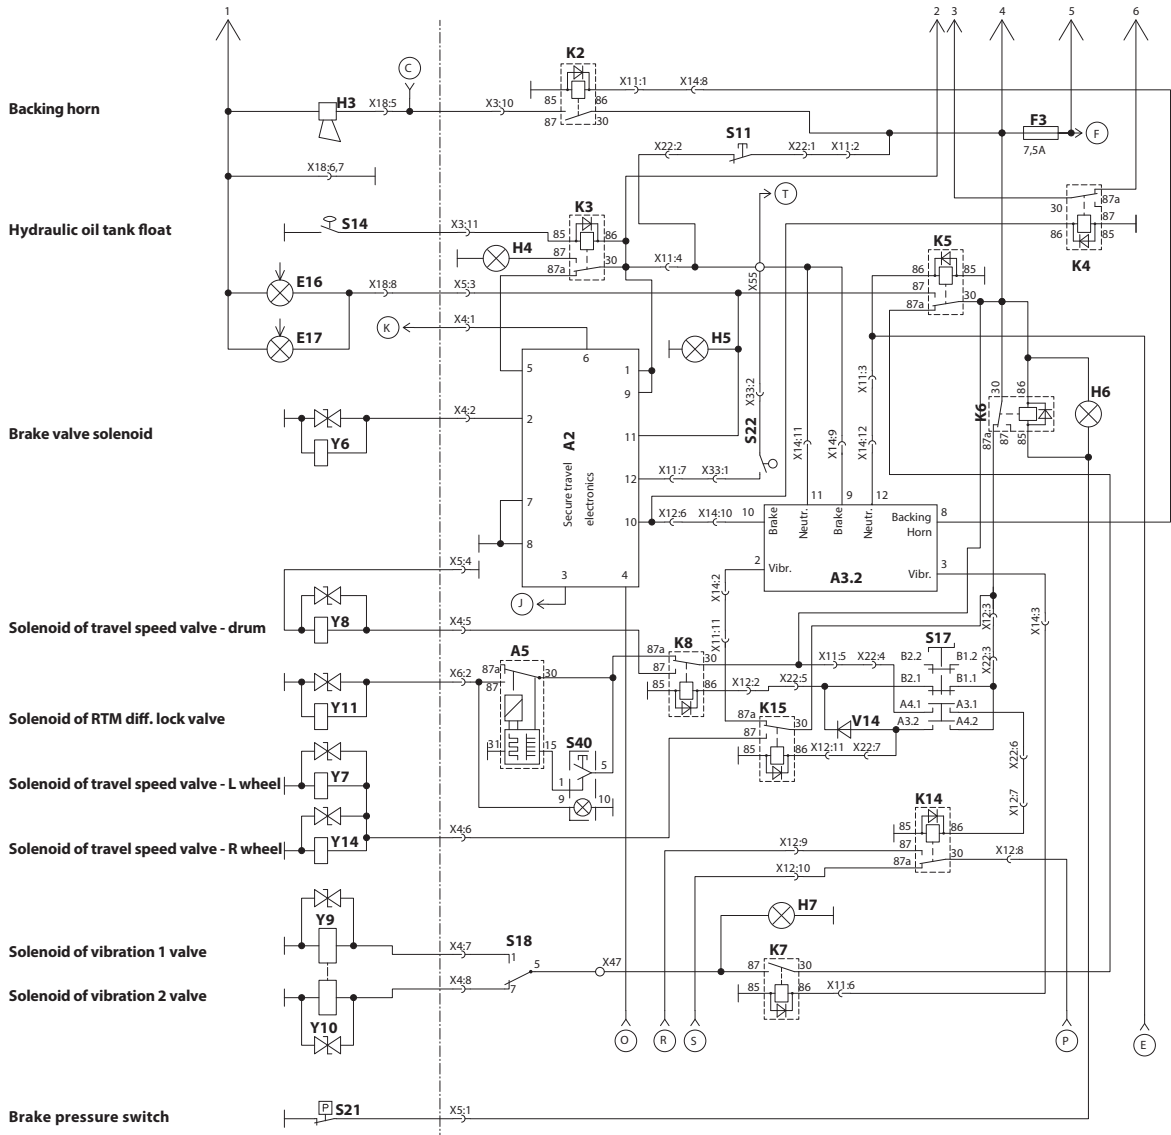 1
2 3 4 5 6
C
K2
X11:1 X14:8
Backing horn
H3 X18:5 X3:10 85 86
87 30
F3
F
7,5A
S11
X22:2 X22:1 X11:2
X18:6,7
T
K4
30 87a
87
86 85
Hydraulic oil tank float
S14 X3:11
K3
85 86
87
87a 30
H4
X11:4
X55
K5
86 85
87
87a 30
E16 X18:8 X5:3
E17
K X4:1
H5
6
5 1
9
2
11
12
7
10
8
3 4
A2
Secure travel
electronics
X33:2
S22
X11:7 X33:1
X12:6 X14:10
X14:11
X14:9
X11:3
X14:12
K6
30 86
87a 87 85
H6
Brake valve solenoid
Y6 X4:2
10 11 9 12 8
Brake
Neutr.
Brake
Neutr.
Backing
Horn
2 Vibr.
A3.2
Vibr. 3
X5:4
J
X14:2
X11:11
X12:3
X22:3
X14:3
Solenoid of travel speed valve - drum
Y8 X4:5
A5
87a
87 30
31 15
K8
87a
87 30
85 86
X11:5 X22:4
X12:2 X22:5
S17
B2.2 B1.2
B2.1 B1.1
A4.1 A3.1
A3.2 A4.2
Solenoid of RTM diff. lock valve
Y11 X6:2
K15
87a
87 30
85 86
V14
X12:11 X22:7
X22:6
X12:7
S40
5
1
9 10
Solenoid of travel speed valve - L wheel
Y7
Solenoid of travel speed valve - R wheel
Y14 X4:6
K14
85 86
87
87a 30
X12:9
X12:10
X12:8
Solenoid of vibration 1 valve
Y9 X4:7
S18
1
5
7
X47
H7
K7
87 30
85 86
X11:6
Solenoid of vibration 2 valve
Y10 X4:8
O R S P E
Brake pressure switch
P S21 X5:1